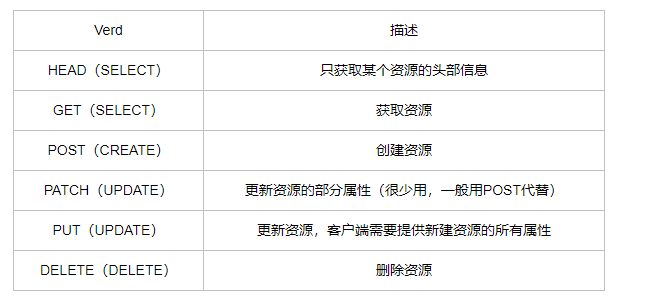 Verd 描述
HEAD（SELECT） 只获取某个资源的头部信息
GET（SELECT） 获取资源
POST（CREATE） 创建资源
PATCH（UPDATE） 更新资源的部分属性（很少用，一般用POST代替）
PUT（UPDATE） 更新资源，客户端需要提供新建资源的所有属性
DELETE（DELETE） 删除资源